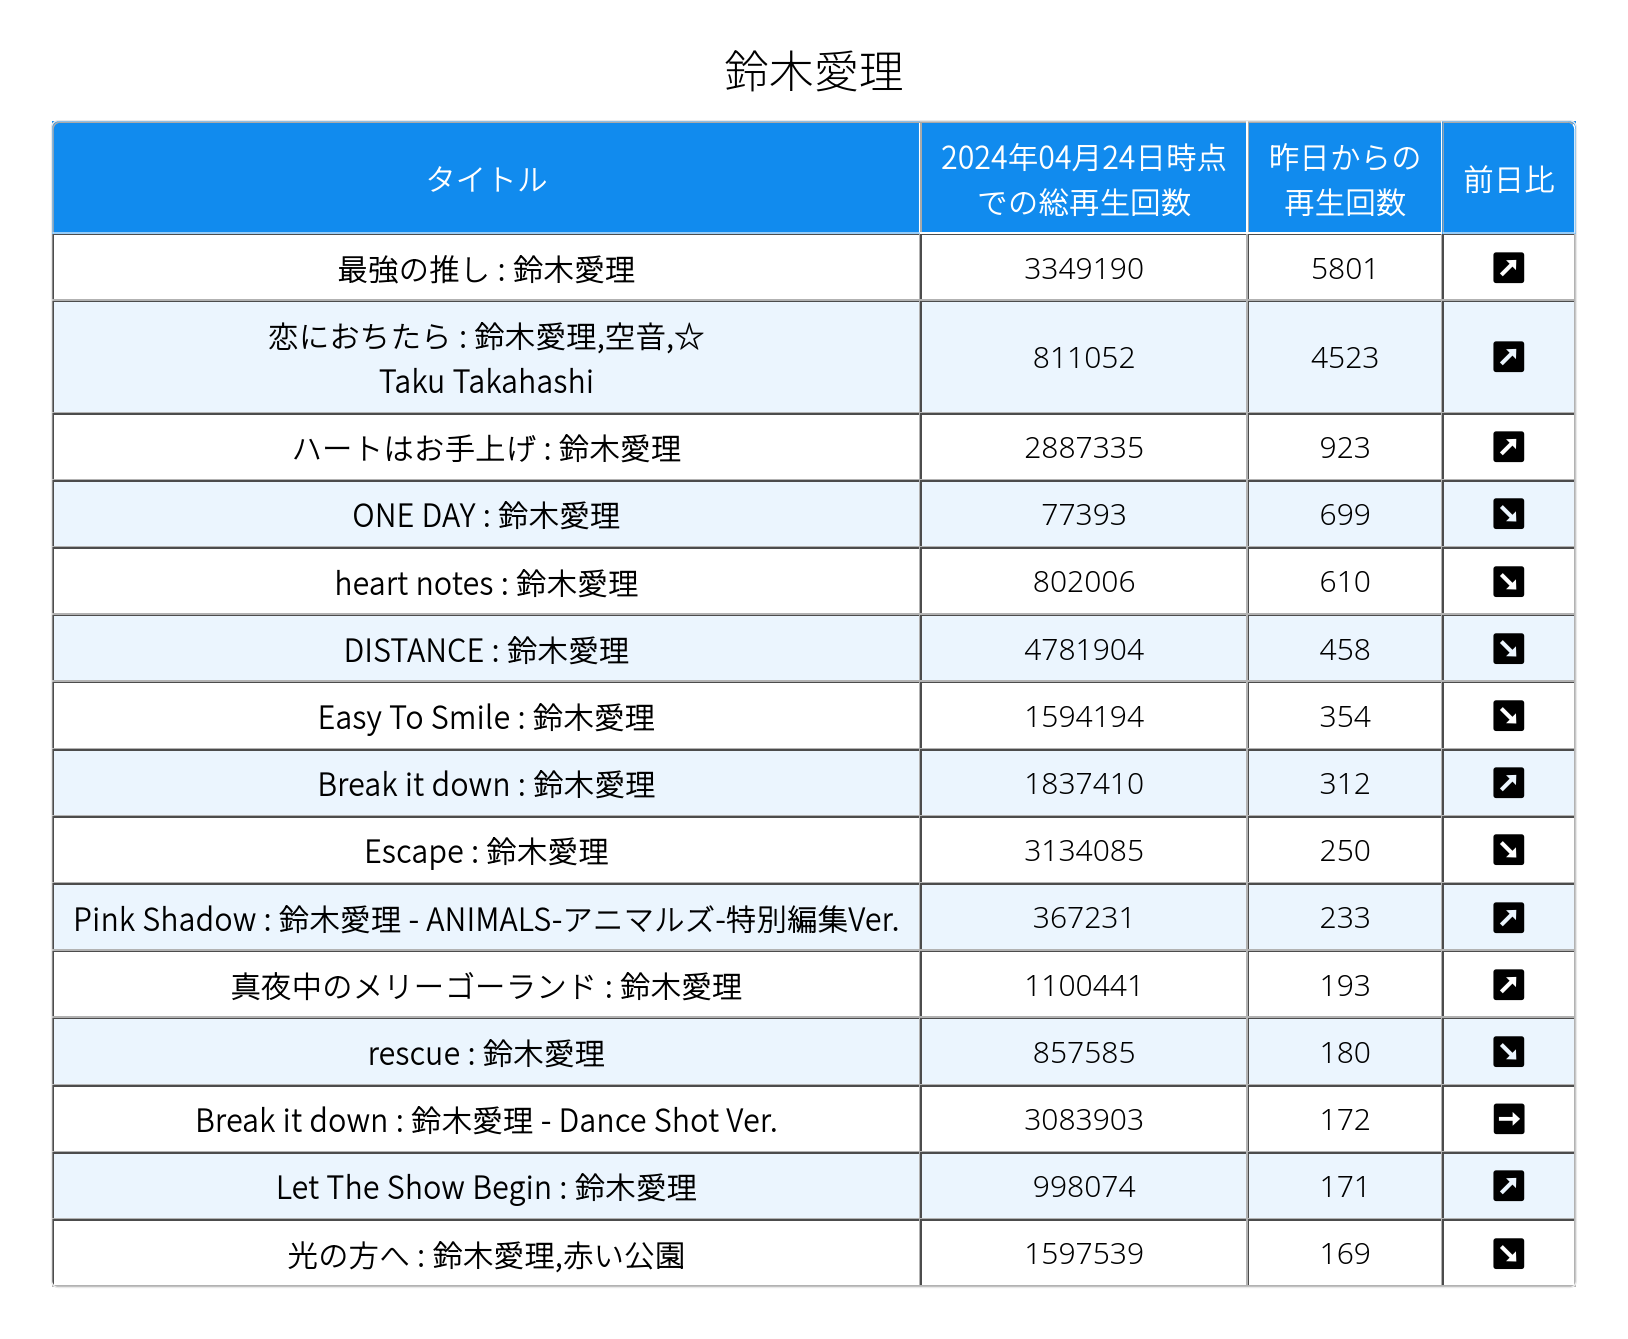 鈴木愛理
タイトル
2024年04月24日時点
での総再生回数
昨日からの
再生回数
前日比
最強の推し : 鈴木愛理 3349190 5801 ↗
恋におちたら : 鈴木愛理,空音,☆
Taku Takahashi 811052 4523 ↗
ハートはお手上げ : 鈴木愛理 2887335 923 ↗
ONE DAY : 鈴木愛理 77393 699 ↘
heart notes : 鈴木愛理 802006 610 ↘
DISTANCE : 鈴木愛理 4781904 458 ↘
Easy To Smile : 鈴木愛理 1594194 354 ↘
Break it down : 鈴木愛理 1837410 312 ↗
Escape : 鈴木愛理 3134085 250 ↘
Pink Shadow : 鈴木愛理 - ANIMALS-アニマルズ-特別編集Ver. 367231 233 ↗
真夜中のメリーゴーランド : 鈴木愛理 1100441 193 ↗
rescue : 鈴木愛理 857585 180 ↘
Break it down : 鈴木愛理 - Dance Shot Ver. 3083903 172 →
Let The Show Begin : 鈴木愛理 998074 171 ↗
光の方へ : 鈴木愛理,赤い公園 1597539 169 ↘